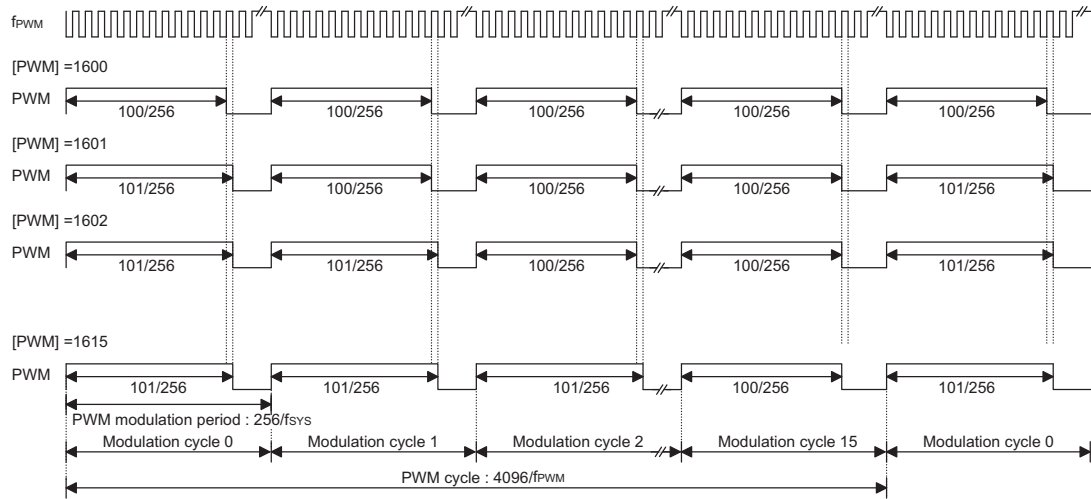 fPWM
[PWM] =1600
PWM 100/256 100/256 100/256 100/256 100/256
[PWM] =1601
PWM 101/256 100/256 100/256 100/256 101/256
[PWM] =1602
PWM 101/256 101/256 100/256 100/256 101/256
[PWM] =1615
PWM 101/256 101/256 101/256 100/256 101/256
PWM modulation period : 256/fSYS
Modulation cycle 0 Modulation cycle 1 Modulation cycle 2 Modulation cycle 15 Modulation cycle 0
PWM cycle : 4096/fPWM